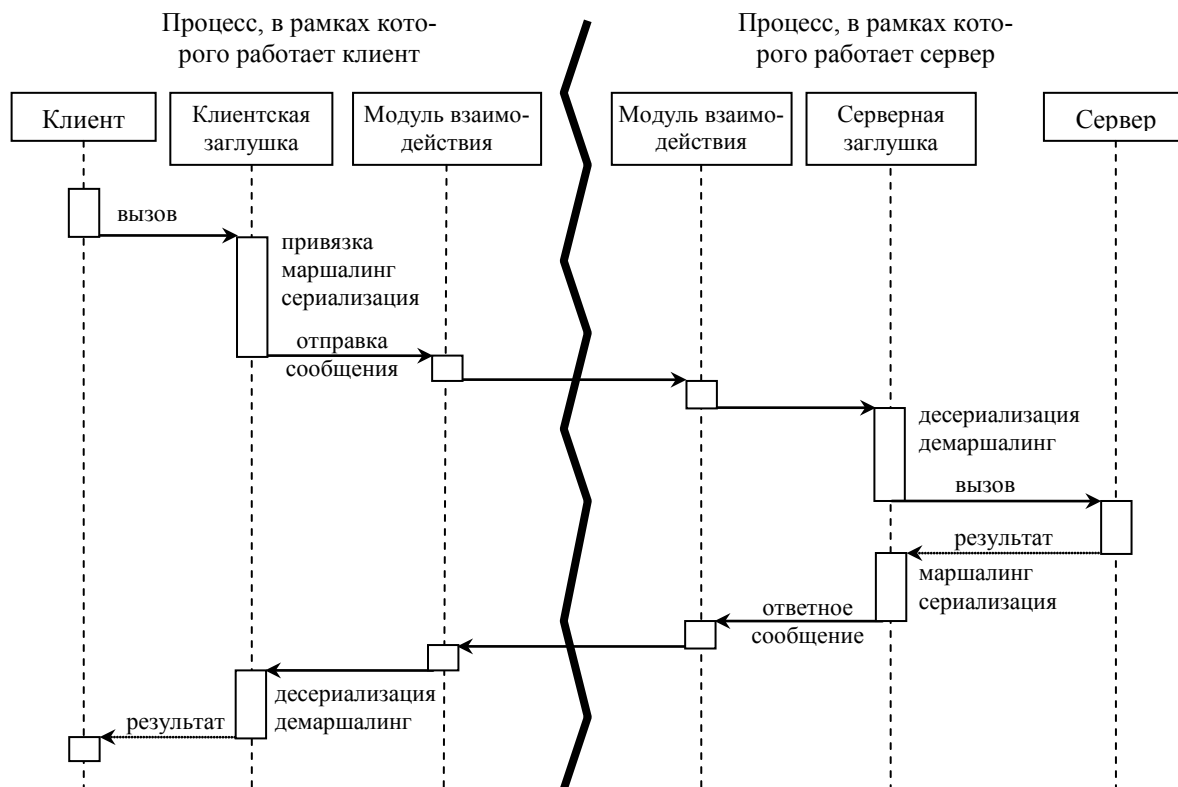 Процесс, в рамках кото-
рого работает клиент
Процесс, в рамках кото-
рого работает сервер
Клиент
Клиентская
заглушка
Модуль взаимо-
действия
Модуль взаимо-
действия
Серверная
заглушка
Сервер
вызов
привязка
маршалинг
сериализация
отправка
сообщения
десериализация
демаршалинг
вызов
результат
маршалинг
сериализация
ответное
сообщение
десериализация
демаршалинг
результат